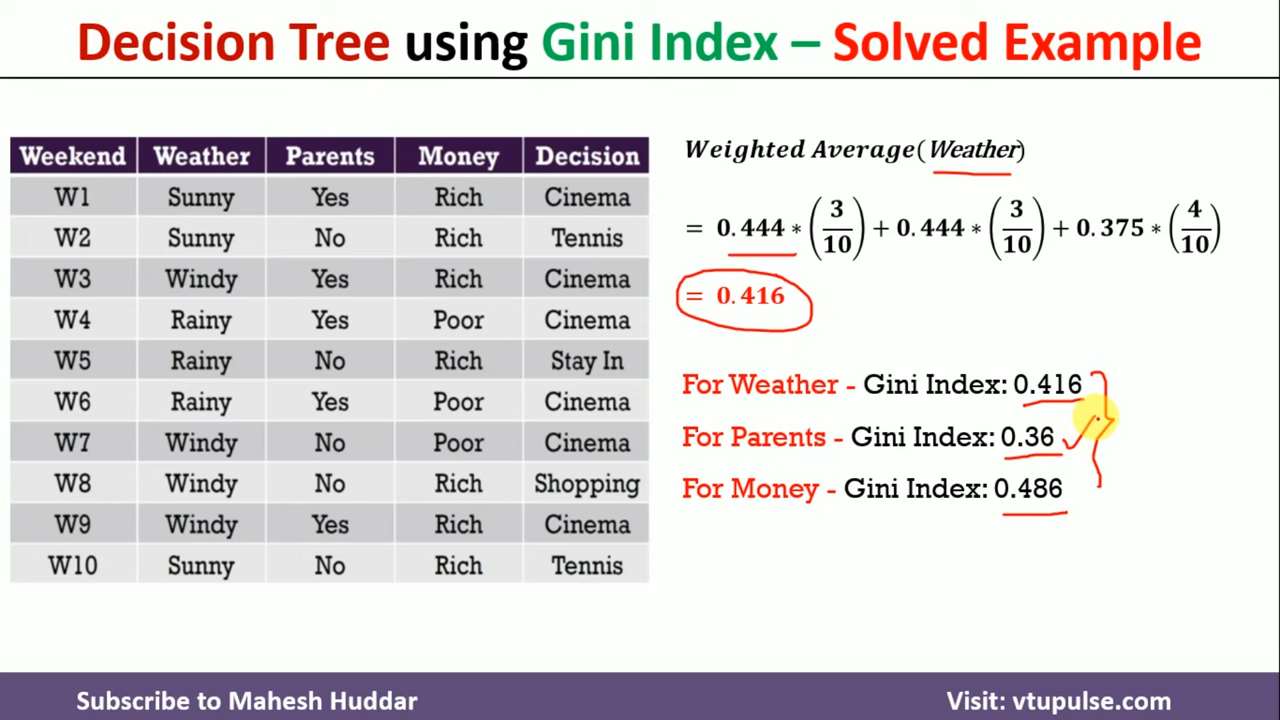 Decision Tree using Gini Index – Solved Example
Weekend Weather Parents Money Decision
W1 Sunny Yes Rich Cinema
W2 Sunny No Rich Tennis
W3 Windy Yes Rich Cinema
W4 Rainy Yes Poor Cinema
W5 Rainy No Rich Stay In
W6 Rainy Yes Poor Cinema
W7 Windy No Poor Cinema
W8 Windy No Rich Shopping
W9 Windy Yes Rich Cinema
W10 Sunny No Rich Tennis
Weighted Average(Weather)
= 0.444 * (3/10) + 0.444 * (3/10) + 0.375 * (4/10)
= 0.416
For Weather - Gini Index: 0.416
For Parents - Gini Index: 0.36
For Money - Gini Index: 0.486
Subscribe to Mahesh Huddar
Visit: vtupulse.com